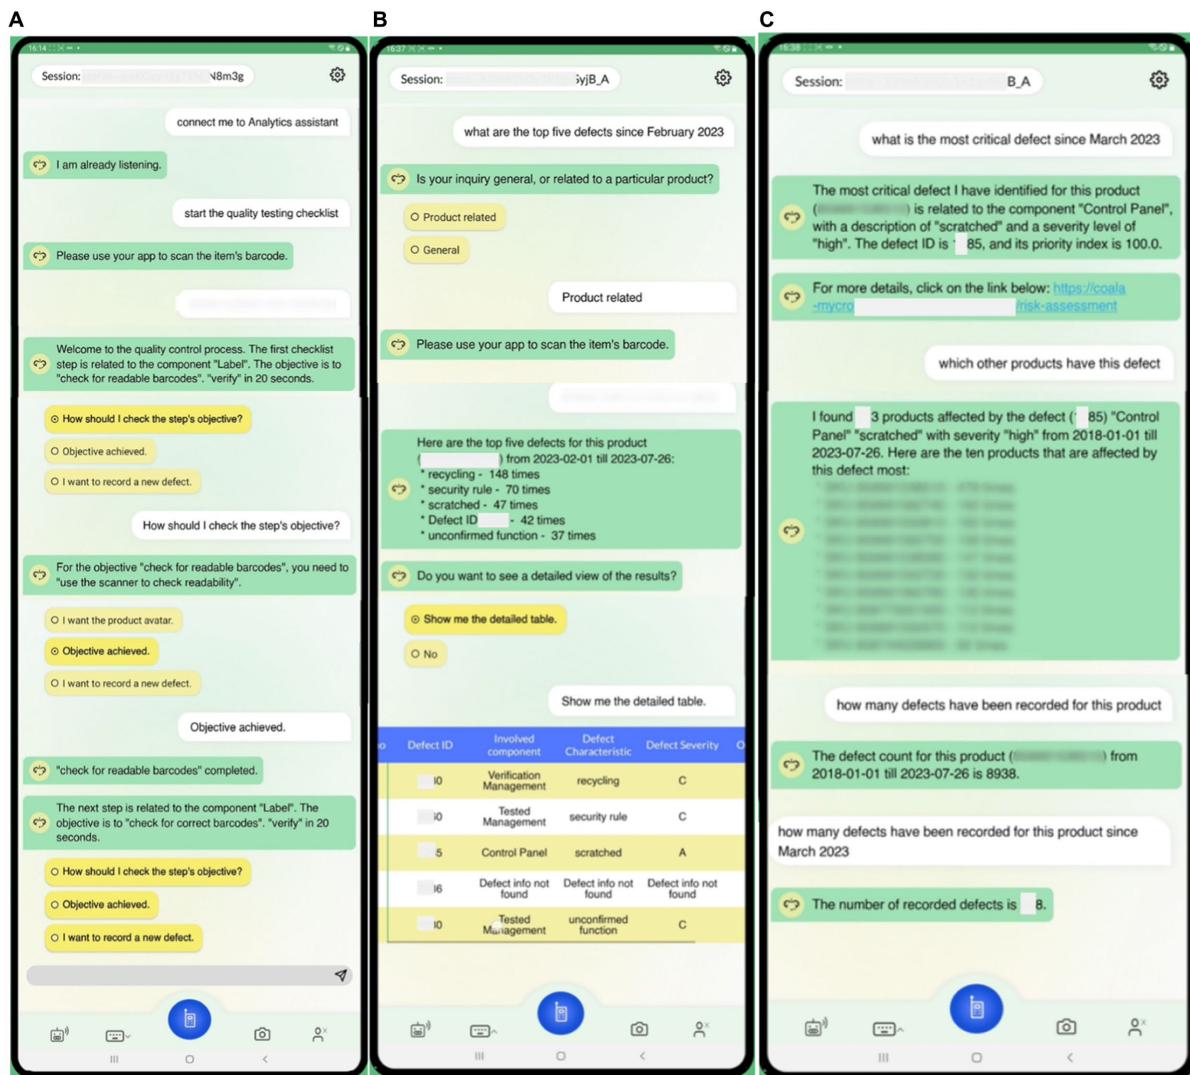 A
16:14
Session: N8m3g
connect me to Analytics assistant
I am already listening.
start the quality testing checklist
Please use your app to scan the item's barcode.
Welcome to the quality control process. The first checklist
step is related to the component "Label". The objective is to
"check for readable barcodes". "verify" in 20 seconds.
How should I check the step's objective?
Objective achieved.
I want to record a new defect.
How should I check the step's objective?
For the objective "check for readable barcodes", you need to
"use the scanner to check readability".
I want the product avatar.
Objective achieved.
I want to record a new defect.
Objective achieved.
"check for readable barcodes" completed.
The next step is related to the component "Label". The
objective is to "check for correct barcodes". "verify" in 20
seconds.
How should I check the step's objective?
Objective achieved.
I want to record a new defect.
B
16:37
Session: yjB_A
what are the top five defects since February 2023
Is your inquiry general, or related to a particular product?
Product related
General
Product related
Please use your app to scan the item's barcode.
Here are the top five defects for this product
( ) from 2023-02-01 till 2023-07-26:
* recycling - 148 times
* security rule - 70 times
* scratched - 47 times
* Defect ID - 42 times
* unconfirmed function - 37 times
Do you want to see a detailed view of the results?
Show me the detailed table.
No
Show me the detailed table.
Defect ID Involved component Defect Characteristic Defect Severity
0 Verification Management recycling C
0 Tested Management security rule C
5 Control Panel scratched A
6 Defect info not found Defect info not found Defect info not found
0 Tested Management unconfirmed function C
C
16:38
Session: B_A
what is the most critical defect since March 2023
The most critical defect I have identified for this product
( ) is related to the component "Control Panel",
with a description of "scratched" and a severity level of
"high". The defect ID is 85, and its priority index is 100.0.
For more details, click on the link below: https://coala
-mycro /risk-assessment
which other products have this defect
I found 3 products affected by the defect ( 85) "Control
Panel" "scratched" with severity "high" from 2018-01-01 till
2023-07-26. Here are the ten products that are affected by
this defect most:
how many defects have been recorded for this product
The defect count for this product ( ) from
2018-01-01 till 2023-07-26 is 8938.
how many defects have been recorded for this product since
March 2023
The number of recorded defects is 8.